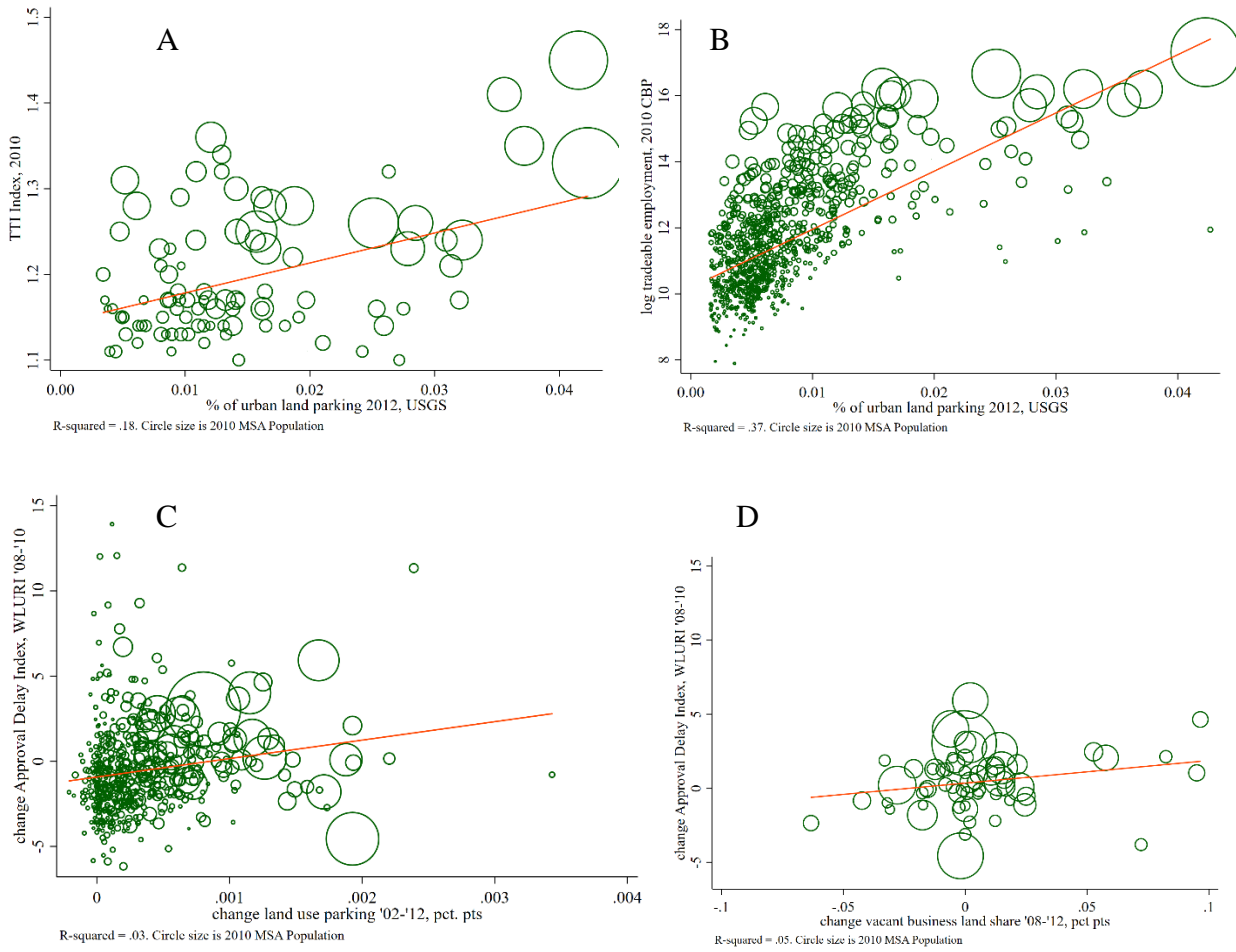 A
TTI Index, 2010
1.5
1.4
1.3
1.2
1.1
0.00 0.01 0.02 0.03 0.04
% of urban land parking 2012, USGS
R-squared = .18. Circle size is 2010 MSA Population
B
log tradeable employment, 2010 CBP
18
16
14
12
10
8
0.00 0.01 0.02 0.03 0.04
% of urban land parking 2012, USGS
R-squared = .37. Circle size is 2010 MSA Population
C
change Approval Delay Index, WLURI '08-'10
15
10
5
0
-5
0 .001 .002 .003 .004
change land use parking '02-'12, pct. pts
R-squared = .03. Circle size is 2010 MSA Population
D
change Approval Delay Index, WLURI '08-'10
15
10
5
0
-5
-.1 -.05 0 .05 .1
change vacant business land share '08-'12, pct pts
R-squared = .05. Circle size is 2010 MSA Population